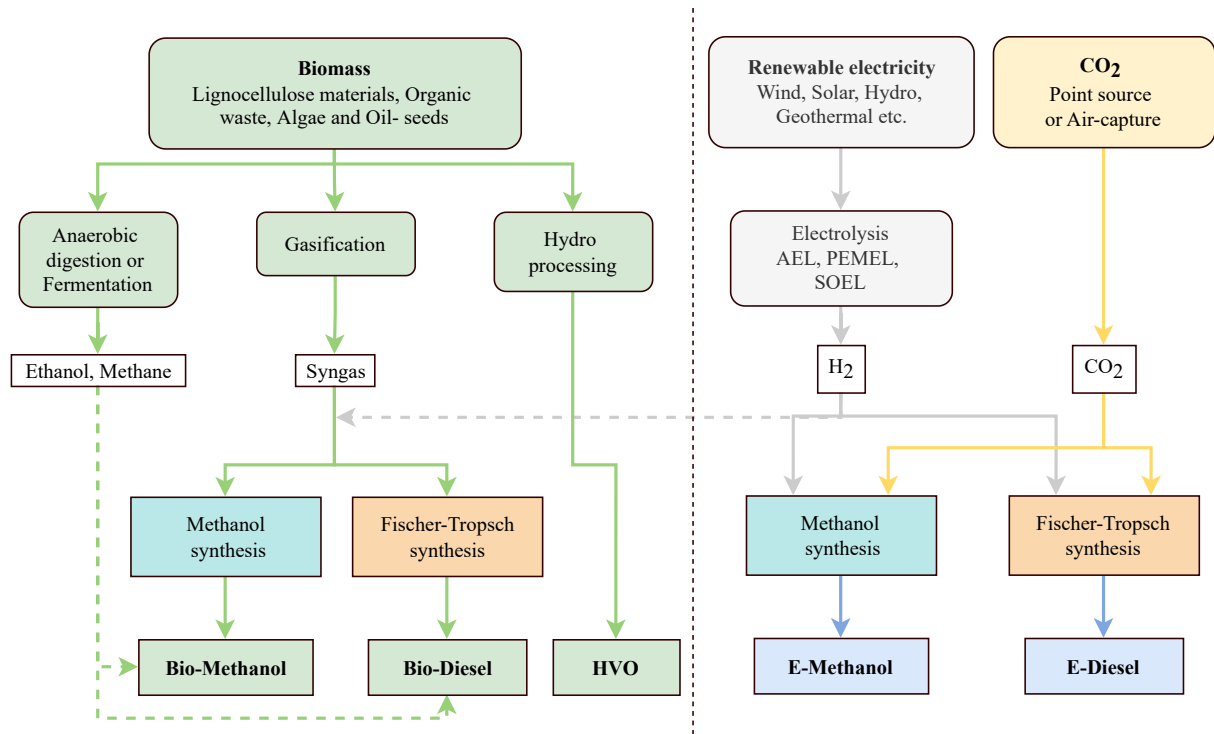 Biomass
Lignocellulose materials, Organic
waste, Algae and Oil- seeds
Renewable electricity
Wind, Solar, Hydro,
Geothermal etc.
CO2
Point source
or Air-capture
Anaerobic
digestion or
Fermentation
Gasification
Hydro
processing
Electrolysis
AEL, PEMEL,
SOEL
Ethanol, Methane
Syngas
H2
CO2
Methanol
synthesis
Fischer-Tropsch
synthesis
Methanol
synthesis
Fischer-Tropsch
synthesis
Bio-Methanol
Bio-Diesel
HVO
E-Methanol
E-Diesel